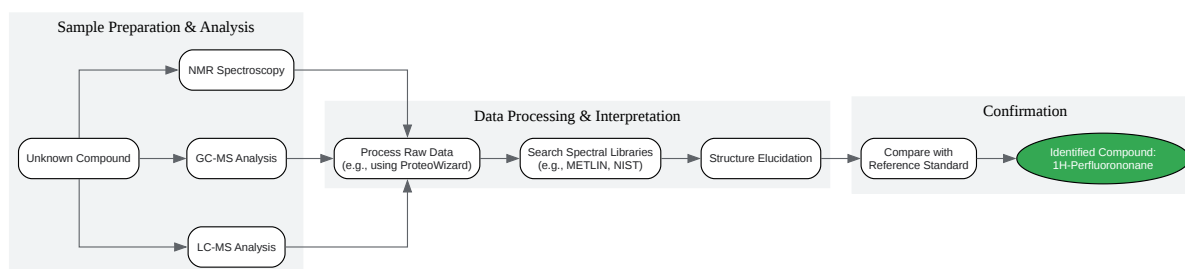 Sample Preparation & Analysis
NMR Spectroscopy
Unknown Compound
GC-MS Analysis
LC-MS Analysis
Data Processing & Interpretation
Process Raw Data
(e.g., using ProteoWizard)
Search Spectral Libraries
(e.g., METLIN, NIST)
Structure Elucidation
Confirmation
Compare with
Reference Standard
Identified Compound:
1H-Perfluorononane